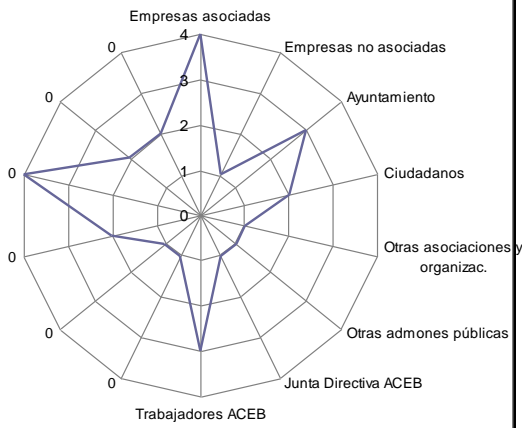 Empresas asociadas
4
0
Empresas no asociadas
3
0
Ayuntamiento
2
0
1
Ciudadanos
0
0
Otras asociaciones y
organizac.
0
0
Otras admones públicas
0
Junta Directiva ACEB
Trabajadores ACEB